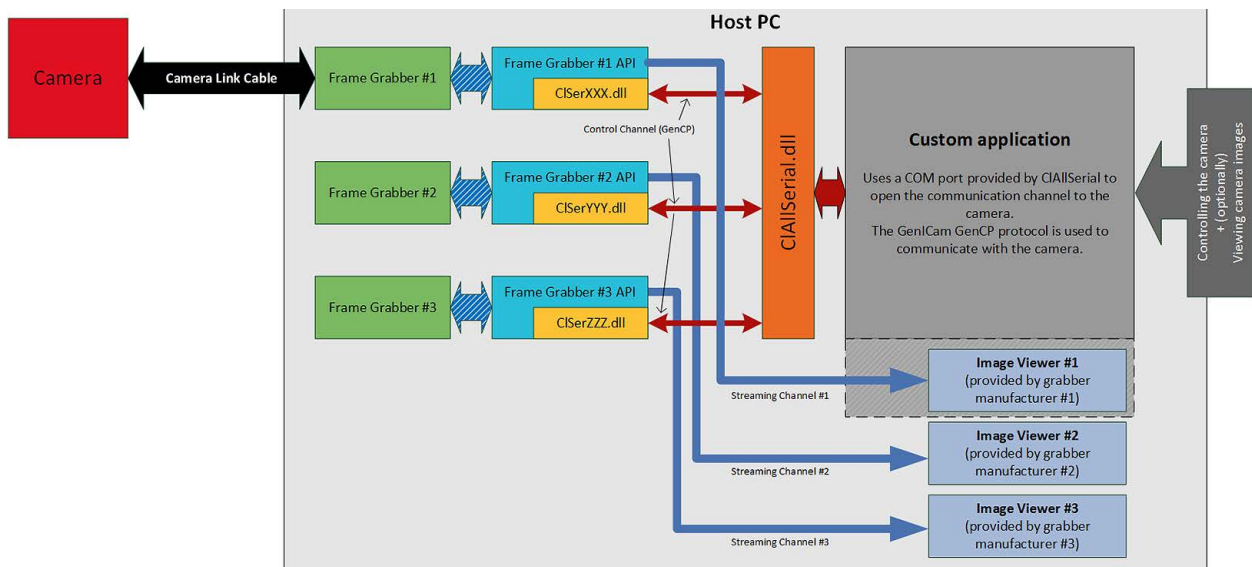 Host PC
Camera
Camera Link Cable
Frame Grabber #1
Frame Grabber #1 API
ClSerXXX.dll
Control Channel (GenCP)
Frame Grabber #2
Frame Grabber #2 API
ClSerYYY.dll
Frame Grabber #3
Frame Grabber #3 API
ClSerZZZ.dll
ClAllSerial.dll
Custom application
Uses a COM port provided by ClAllSerial to
open the communication channel to the
camera.
The GenICam GenCP protocol is used to
communicate with the camera.
Controlling the camera
+ (optionally)
Viewing camera images
Image Viewer #1
(provided by grabber
manufacturer #1)
Streaming Channel #1
Image Viewer #2
(provided by grabber
manufacturer #2)
Streaming Channel #2
Image Viewer #3
(provided by grabber
manufacturer #3)
Streaming Channel #3